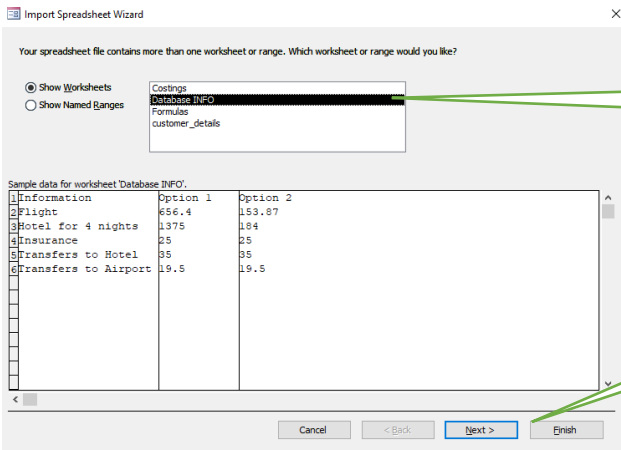 Import Spreadsheet Wizard
Your spreadsheet file contains more than one worksheet or range. Which worksheet or range would you like?
Show Worksheets
Show Named Ranges
Costings
Database INFO
Formulas
customer_details
Sample data for worksheet 'Database INFO'.
1 Information Option 1 Option 2
2 Flight 656.4 153.87
3 Hotel for 4 nights 1375 184
4 Insurance 25 25
5 Transfers to Hotel 35 35
6 Transfers to Airport 19.5 19.5
Cancel < Back Next > Finish